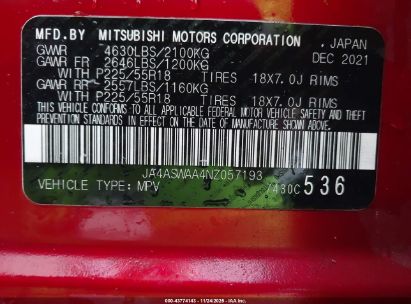 MFD.BY MITSUBISHI MOTORS CORPORATION , JAPAN
GVWR 4630LBS/2100KG DEC 2021
GAWR FR 2646LBS/1200KG
WITH P225/55R18 TIRES 18X7.0J RIMS
GAWR RR 2557LBS/1160KG
WITH P225/55R18 TIRES 18X7.0J RIMS
THIS VEHICLE CONFORMS TO ALL APPLICABLE FEDERAL MOTOR VEHICLE SAFETY, BUMPER AND THEFT PREVENTION STANDARDS IN EFFECT ON THE DATE OF MANUFACTURE SHOWN ABOVE.
JA4ASWAA4NZ057193
VEHICLE TYPE: MPV 7430C 536